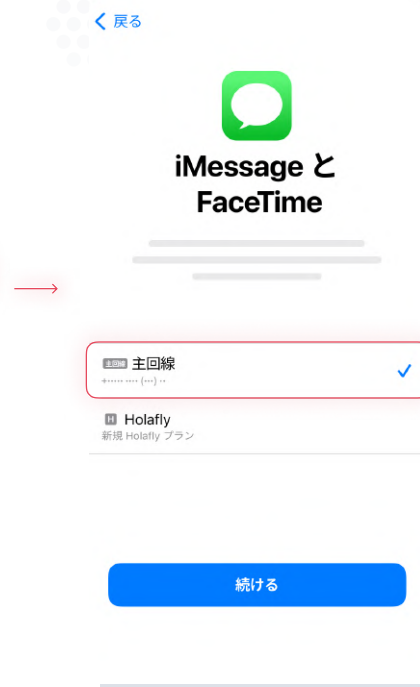 戻る
iMessage と
FaceTime
主回線 主回線
+••••• •••• (•••) ••
H Holafly
新規 Holafly プラン
続ける